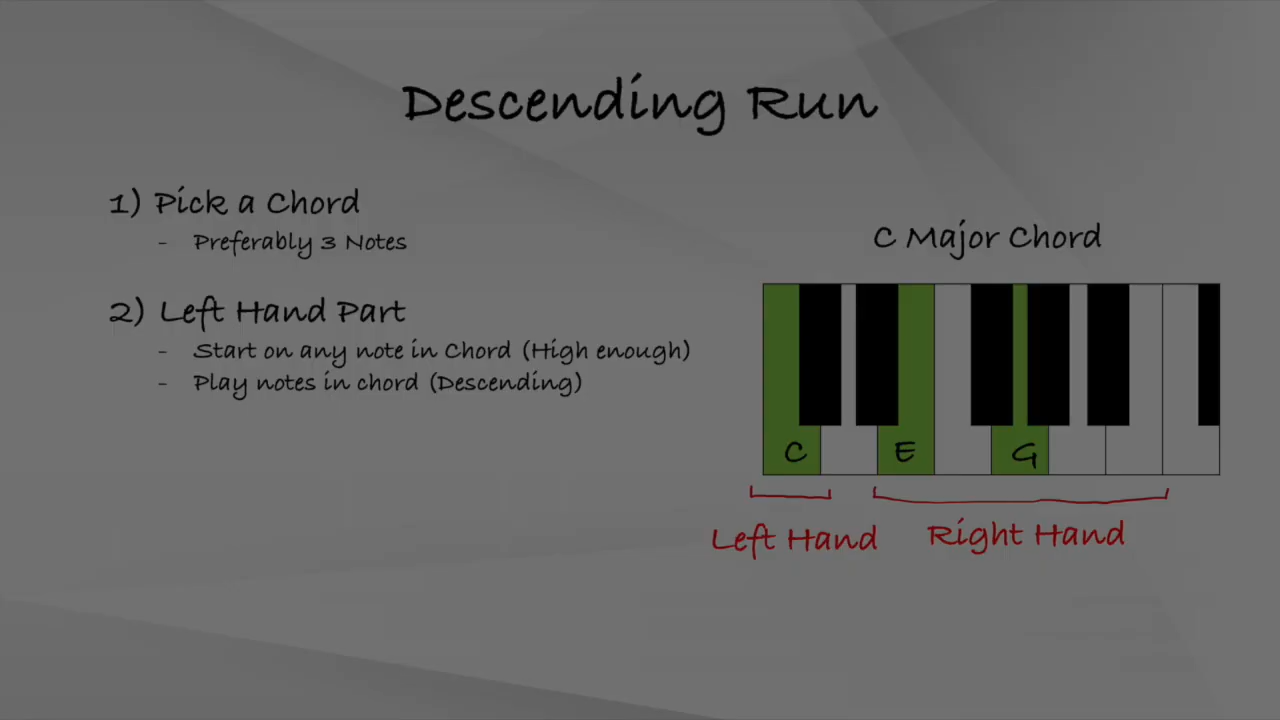 Descending Run
1) Pick a Chord
- Preferably 3 Notes
2) Left Hand Part
- Start on any note in Chord (High enough)
- Play notes in chord (Descending)
C Major Chord
C E G
Left Hand Right Hand